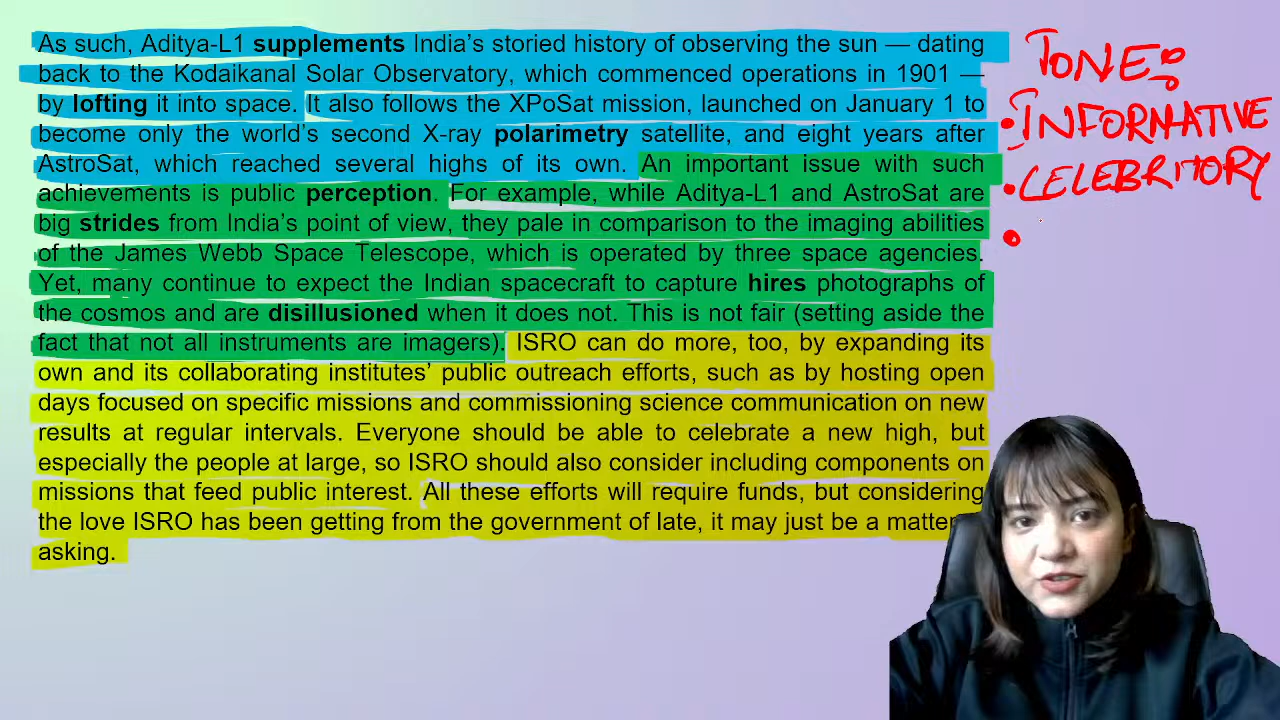 As such, Aditya-L1 supplements India's storied history of observing the sun — dating
back to the Kodaikanal Solar Observatory, which commenced operations in 1901 —
by lofting it into space. It also follows the XPoSat mission, launched on January 1 to
become only the world's second X-ray polarimetry satellite, and eight years after
AstroSat, which reached several highs of its own. An important issue with such
achievements is public perception. For example, while Aditya-L1 and AstroSat are
big strides from India's point of view, they pale in comparison to the imaging abilities
of the James Webb Space Telescope, which is operated by three space agencies.
Yet, many continue to expect the Indian spacecraft to capture hires photographs of
the cosmos and are disillusioned when it does not. This is not fair (setting aside the
fact that not all instruments are imagers). ISRO can do more, too, by expanding its
own and its collaborating institutes' public outreach efforts, such as by hosting open
days focused on specific missions and commissioning science communication on new
results at regular intervals. Everyone should be able to celebrate a new high, but
especially the people at large, so ISRO should also consider including components on
missions that feed public interest. All these efforts will require funds, but considering
the love ISRO has been getting from the government of late, it may just be a matter
asking.
TONE:
• INFORMATIVE
• CELEBRITORY
•